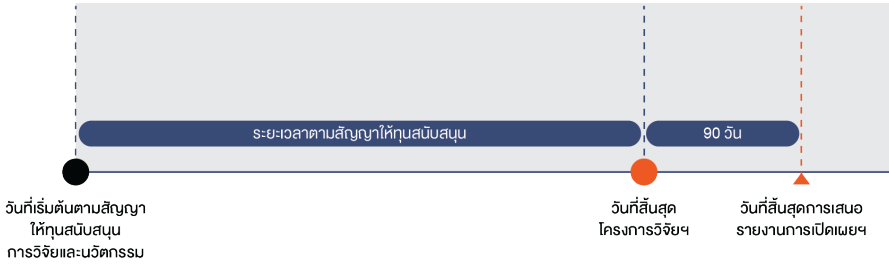 ระยะเวลาตามสัญญาให้ทุนสนับสนุน
90 วัน
วันที่เริ่มต้นตามสัญญา
ให้ทุนสนับสนุน
การวิจัยและนวัตกรรม
วันที่สิ้นสุด
โครงการวิจัยฯ
วันที่สิ้นสุดการเสนอ
รายงานการเปิดเผยฯ